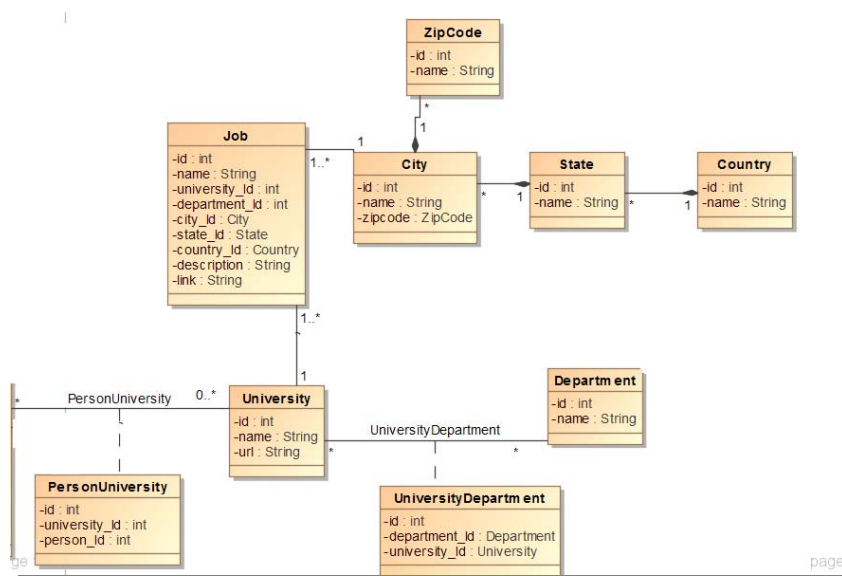 ZipCode
-id : int
-name : String
*
1
Job
-id : int
-name : String
-university_Id : int
-department_Id : int
-city_Id : City
-state_Id : State
-country_Id : Country
-description : String
-link : String
1
1..*
City
-id : int
-name : String
-zipcode : ZipCode
*
1
State
-id : int
-name : String
*
1
Country
-id : int
-name : String
1..*
1
*
PersonUniversity
0..*
University
-id : int
-name : String
-url : String
*
UniversityDepartment
*
Department
-id : int
-name : String
PersonUniversity
-id : int
-university_Id : int
-person_Id : int
UniversityDepartment
-id : int
-department_Id : Department
-university_Id : University
ge
page